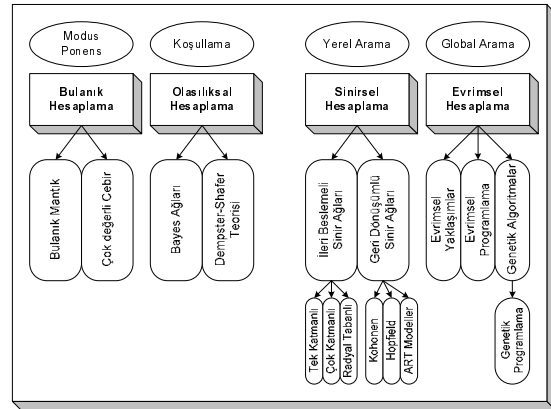 Modus
Ponens
Koşullama
Yerel Arama
Global Arama
Bulanık
Hesaplama
Olasılıksal
Hesaplama
Sinirsel
Hesaplama
Evrimsel
Hesaplama
Bulanık Mantık
Çok değerli Cebir
Bayes Ağları
Dempster-Shafer
Teorisi
İleri Beslemeli
Sinir Ağları
Geri Dönüşümlü
Sinir Ağları
Evrimsel
Yaklaşımlar
Evrimsel
Programlama
Genetik Algoritmalar
Tek Katmanlı
Çok Katmanlı
Radyal Tabanlı
Kohonen
Hopfield
ART Modeller
Genetik
Programlama